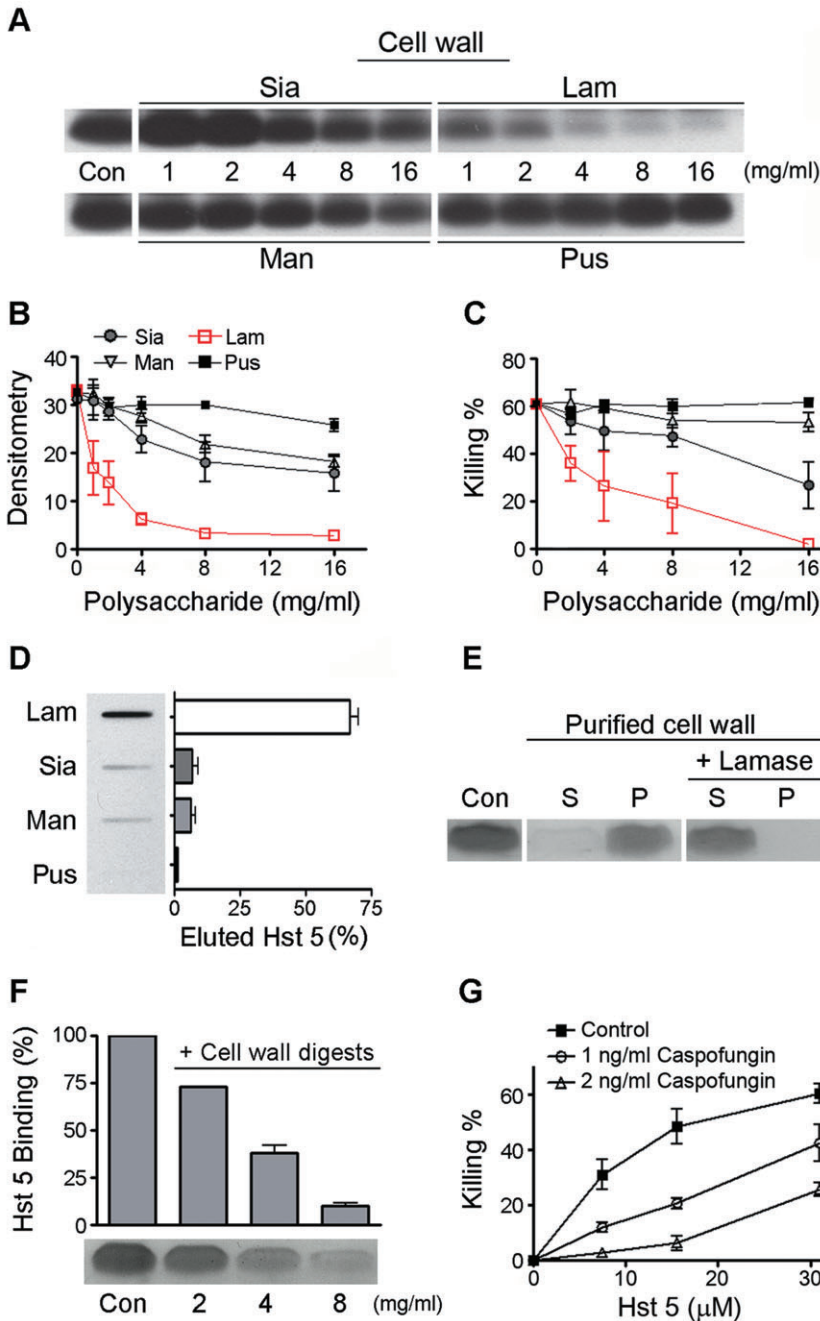 A
Cell wall
Sia Lam
Con 1 2 4 8 16 1 2 4 8 16 (mg/ml)
Man Pus
B
Sia Lam
Man Pus
Densitometry
40
30
20
10
0
0 4 8 12 16
Polysaccharide (mg/ml)
C
Killing %
80
60
40
20
0
0 4 8 12 16
Polysaccharide (mg/ml)
D
Lam
Sia
Man
Pus
0 25 50 75
Eluted Hst 5 (%)
E
Purified cell wall
+ Lamase
Con S P S P
F
Hst 5 Binding (%)
100
75
50
25
0
+ Cell wall digests
Con 2 4 8 (mg/ml)
G
Control
1 ng/ml Caspofungin
2 ng/ml Caspofungin
Killing %
60
40
20
0
0 10 20 30
Hst 5 (μM)